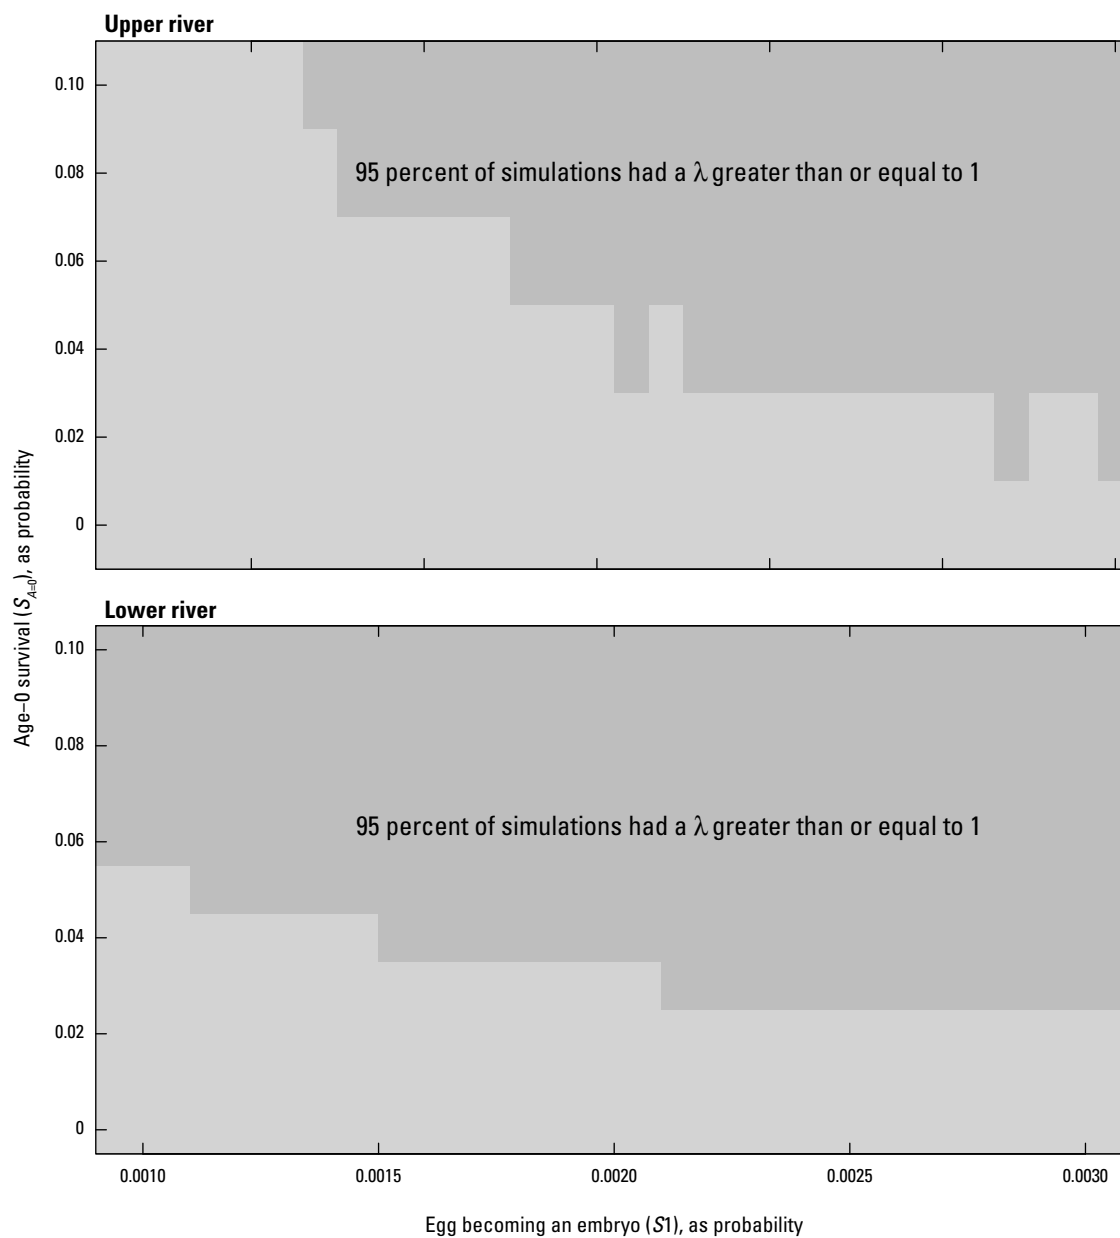 Upper river
0.10
0.08
95 percent of simulations had a λ greater than or equal to 1
0.06
0.04
0.02
0
Age–0 survival (S_A=0), as probability
Lower river
0.10
0.08
95 percent of simulations had a λ greater than or equal to 1
0.06
0.04
0.02
0
0.0010 0.0015 0.0020 0.0025 0.0030
Egg becoming an embryo (S1), as probability